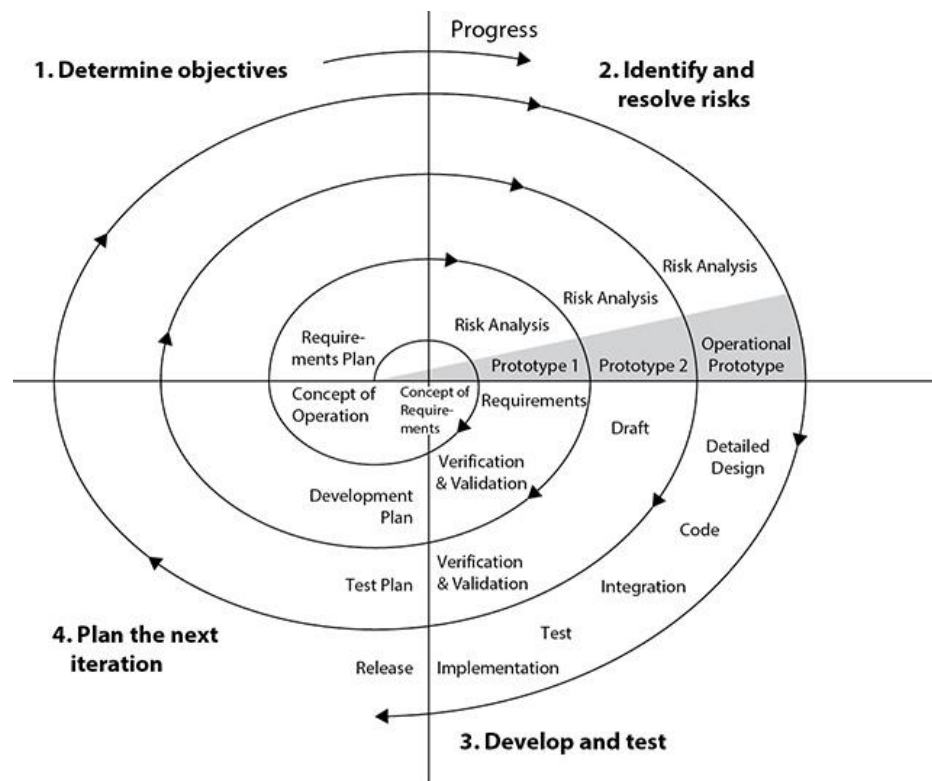 Progress
1. Determine objectives
2. Identify and
resolve risks
Risk Analysis
Risk Analysis
Risk Analysis
Require-
ments Plan
Prototype 1
Prototype 2
Operational
Prototype
Concept of
Operation
Concept of
Require-
ments
Requirements
Draft
Detailed
Design
Verification
& Validation
Development
Plan
Code
Test Plan
Verification
& Validation
Integration
Test
4. Plan the next
iteration
Release
Implementation
3. Develop and test